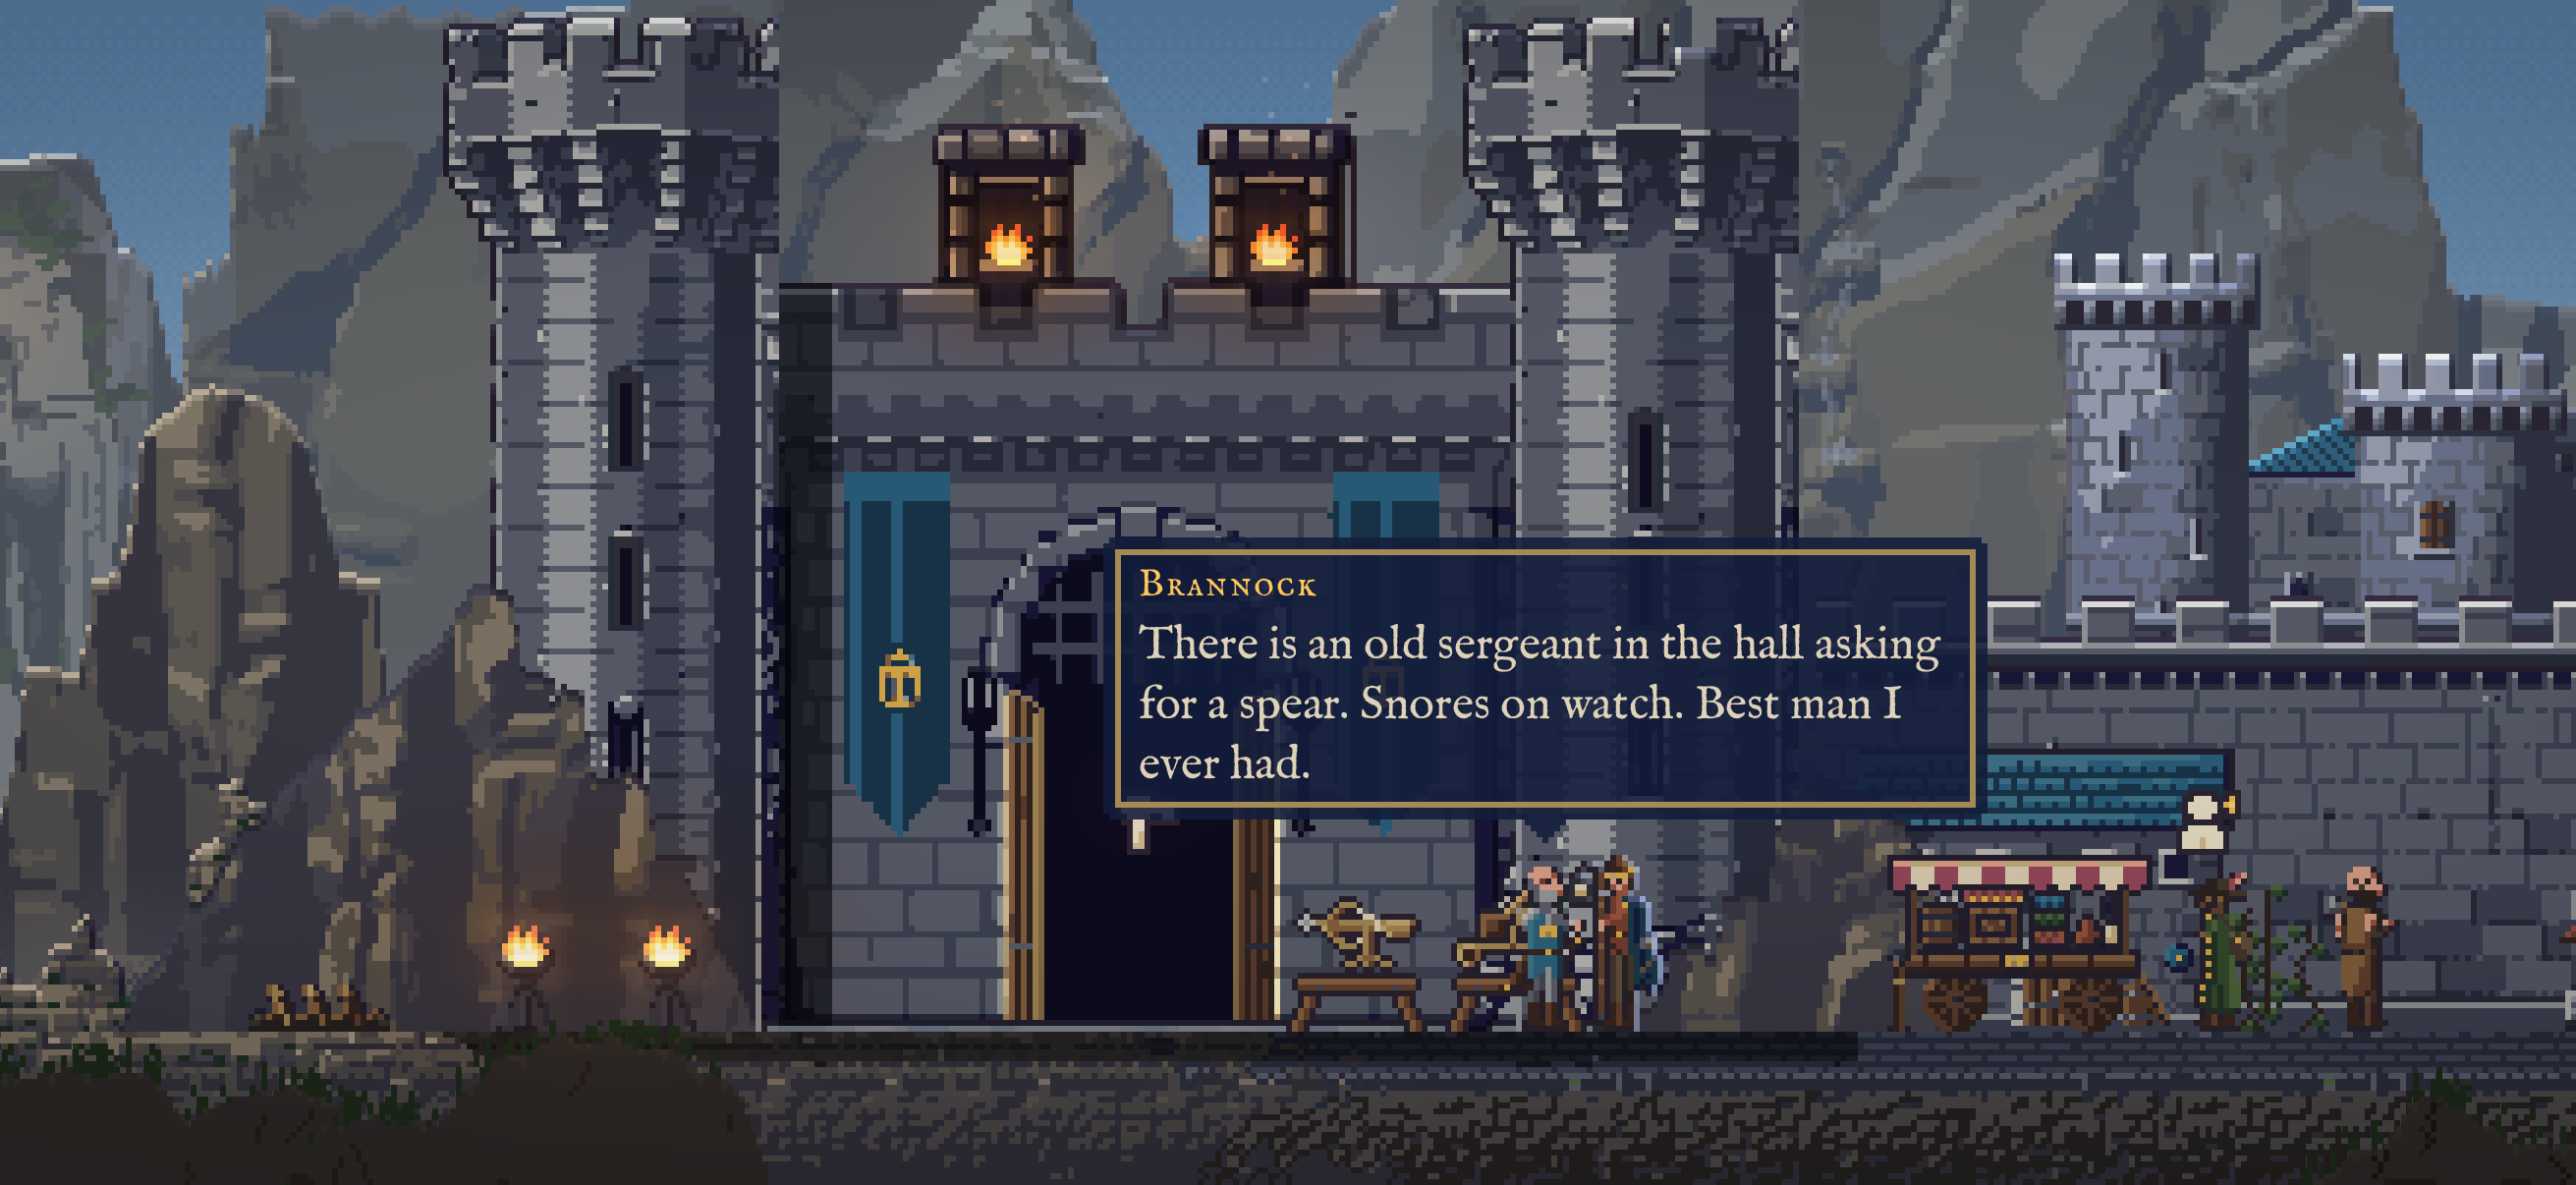 Brannock
There is an old sergeant in the hall asking
for a spear. Snores on watch. Best man I
ever had.